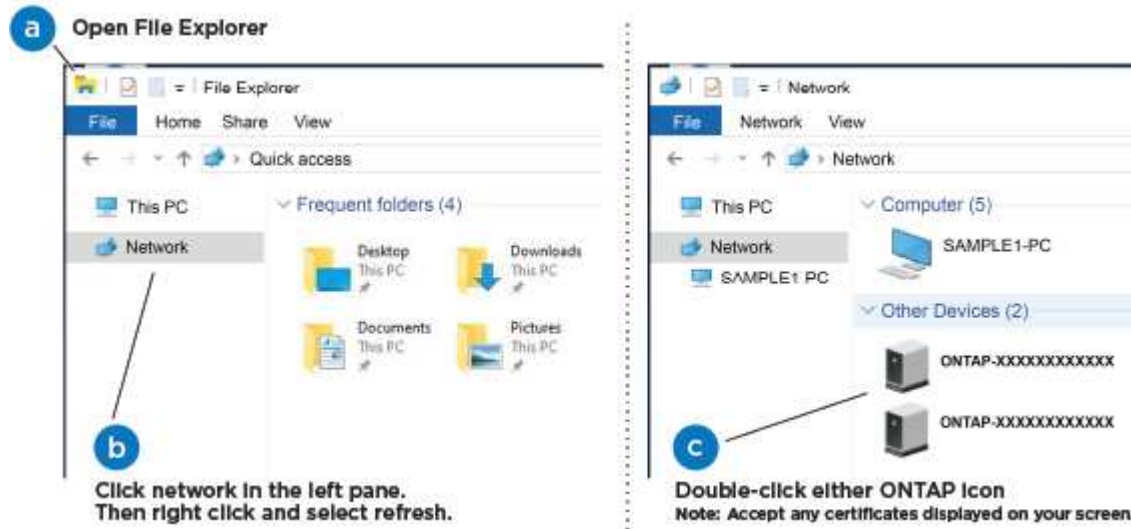 a
Open File Explorer
File Explorer
File Home Share View
Quick access
This PC
Network
Frequent folders (4)
Desktop
This PC
Downloads
This PC
Documents
This PC
Pictures
This PC
b
Click network in the left pane.
Then right click and select refresh.
Network
File Network View
Network
This PC
Network
SAMPLE1 PC
Computer (5)
SAMPLE1-PC
Other Devices (2)
ONTAP-XXXXXXXXXXXX
ONTAP-XXXXXXXXXXXX
c
Double-click either ONTAP icon
Note: Accept any certificates displayed on your screen.